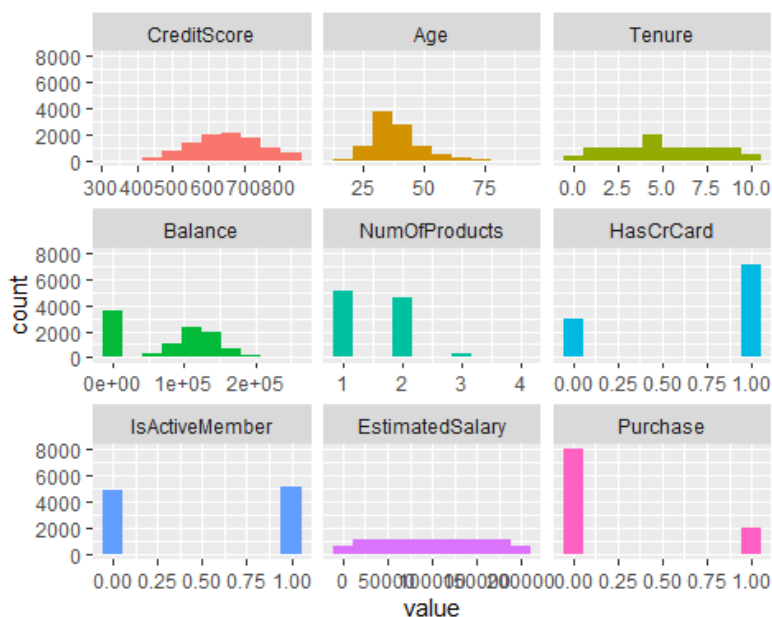 CreditScore Age Tenure
8000
6000
4000
2000
0
300 400 500 600 700 800 25 50 75 0.0 2.5 5.0 7.5 10.0
Balance NumOfProducts HasCrCard
8000
6000
4000
2000
0
0e+00 1e+05 2e+05 1 2 3 4 0.00 0.25 0.50 0.75 1.00
IsActiveMember EstimatedSalary Purchase
8000
6000
4000
2000
0
0.00 0.25 0.50 0.75 1.00 0 50000 100000 150000 200000 0.00 0.25 0.50 0.75 1.00
count
value